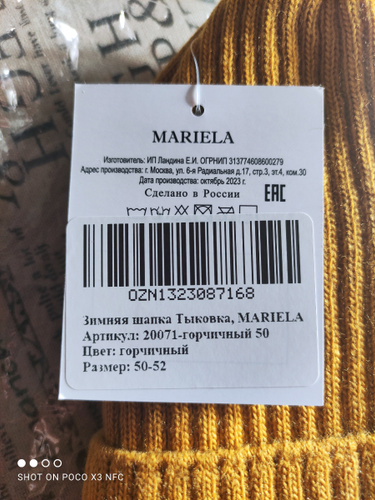 MARIELA
Изготовитель: ИП Ландина Е.И. ОГРНИП 313774608600279
Адрес производства: г. Москва, ул. 6-я Радиальная д.17, стр.3, эт.4, ком.30
Дата производства: октябрь 2023 г.
Сделано в России
EAC
OZN1323087168
Зимняя шапка Тыковка, MARIELA
Артикул: 20071-горчичный 50
Цвет: горчичный
Размер: 50-52
SHOT ON POCO X3 NFC